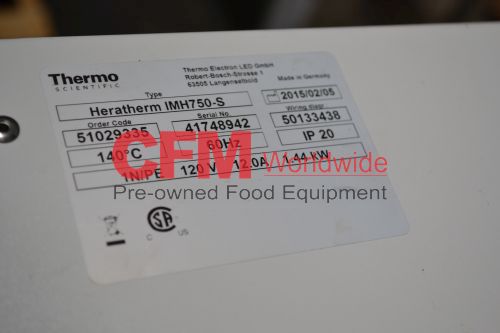 Thermo
SCIENTIFIC
Thermo Electron LED GmbH
Robert-Bosch-Strasse 1
63505 Langenselbold
Made in Germany
Type
Heratherm IMH750-S
2015/02/05
Order Code
Serial Nr.
Wiring diagr
51029335
41748942
50133438
140°C
60Hz
IP 20
1N/PE
120 V
12.0A
1.44 kW
CFM
Worldwide
Pre-owned Food Equipment
CSA
C
US